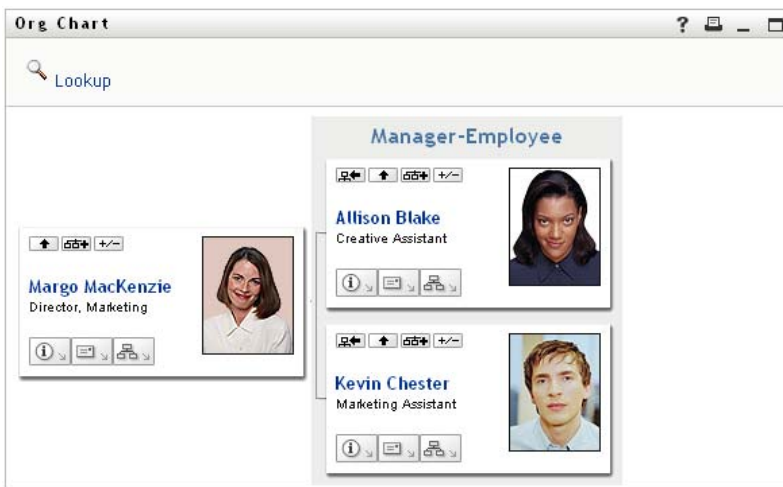 Org Chart
?
Lookup
Manager-Employee
+/-
Allison Blake
Creative Assistant
+/-
Margo MacKenzie
Director, Marketing
+/-
Kevin Chester
Marketing Assistant